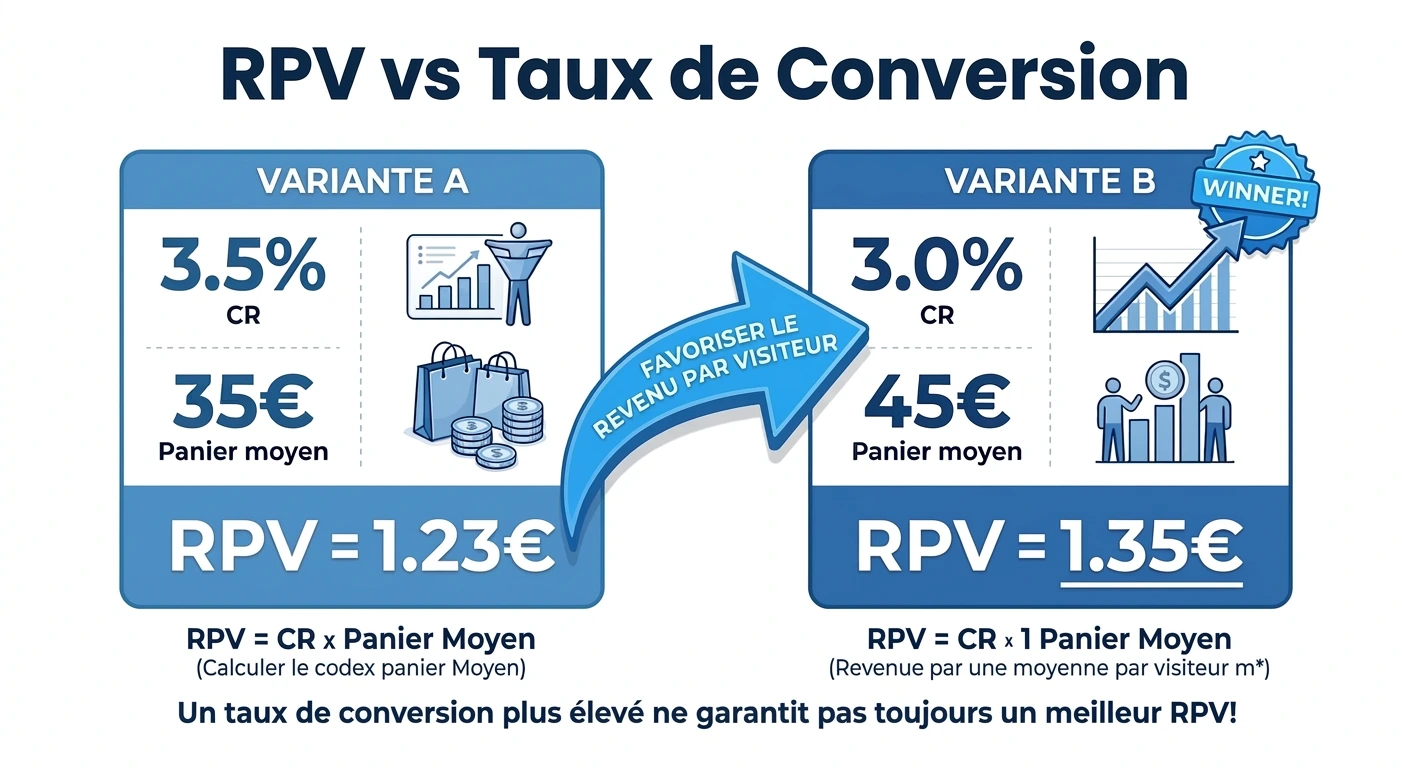 RPV vs Taux de Conversion
VARIANTE A
3.5%
CR
35€
Panier moyen
RPV = 1.23€
RPV = CR x Panier Moyen
(Calculer le codex panier Moyen)
FAVORISER LE
REVENU PAR VISITEUR
VARIANTE B
WINNER!
3.0%
CR
$
45€
Panier moyen
RPV = 1.35€
RPV = CR x 1 Panier Moyen
(Revenue par une moyenne par visiteur m*)
Un taux de conversion plus élevé ne garantit pas toujours un meilleur RPV!